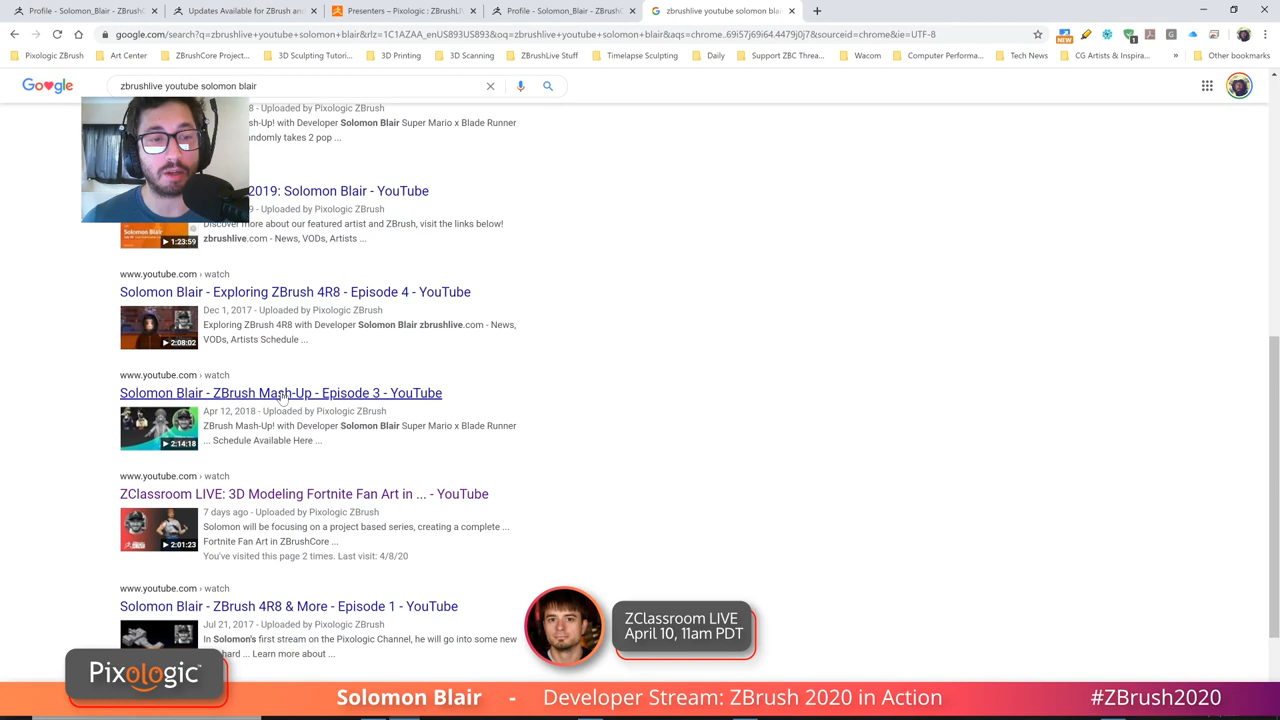 Profile - Solomon_Blair - ZBrushC
Updates Available for ZBrush and
Presenters – Pixologic : ZBrushLIV
Profile - Solomon_Blair - ZBrushC
zbrushlive youtube solomon blair
google.com/search?q=zbrushlive+youtube+solomon+blair&rlz=1C1AZAA_enUS893US893&oq=zbrushlive+youtube+solomon+blair&aqs=chrome..69i57j69i64.4479j0j7&sourceid=chrome&ie=UTF-8
Pixologic ZBrush
Art Center
ZBrushCore Project...
3D Sculpting Tutori...
3D Printing
3D Scanning
ZBrushLive Stuff
Timelapse Sculpting
Daily
Support ZBC Threa...
Wacom
Computer Performa...
Tech News
CG Artists & Inspira...
Other bookmarks
Google
zbrushlive youtube solomon blair
8 - Uploaded by Pixologic ZBrush
sh-Up! with Developer Solomon Blair Super Mario x Blade Runner
ndomly takes 2 pop ...
2019: Solomon Blair - YouTube
9 - Uploaded by Pixologic ZBrush
Discover more about our featured artist and ZBrush, visit the links below!
zbrushlive.com - News, VODs, Artists ...
Solomon Blair
1:23:59
www.youtube.com › watch
Solomon Blair - Exploring ZBrush 4R8 - Episode 4 - YouTube
Dec 1, 2017 - Uploaded by Pixologic ZBrush
Exploring ZBrush 4R8 with Developer Solomon Blair zbrushlive.com - News,
VODs, Artists Schedule ...
2:08:02
www.youtube.com › watch
Solomon Blair - ZBrush Mash-Up - Episode 3 - YouTube
Apr 12, 2018 - Uploaded by Pixologic ZBrush
ZBrush Mash-Up! with Developer Solomon Blair Super Mario x Blade Runner
... Schedule Available Here ...
2:14:18
www.youtube.com › watch
ZClassroom LIVE: 3D Modeling Fortnite Fan Art in ... - YouTube
7 days ago - Uploaded by Pixologic ZBrush
Solomon will be focusing on a project based series, creating a complete ...
Fortnite Fan Art in ZBrushCore ...
2:01:23
You've visited this page 2 times. Last visit: 4/8/20
www.youtube.com › watch
Solomon Blair - ZBrush 4R8 & More - Episode 1 - YouTube
Jul 21, 2017 - Uploaded by Pixologic ZBrush
In Solomon's first stream on the Pixologic Channel, he will go into some new
hard ... Learn more about ...
ZClassroom LIVE
April 10, 11am PDT
Pixologic™
Solomon Blair - Developer Stream: ZBrush 2020 in Action #ZBrush2020